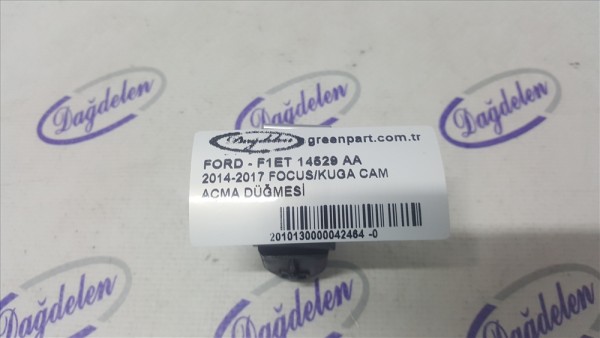 Dağdelen
Dağdelen
Dağdelen
Dağdelen greenpart.com.tr
FORD - F1ET 14529 AA
2014-2017 FOCUS/KUGA CAM
AÇMA DÜĞMESİ
2010130000042464 -0
Dağdelen
Dağdelen